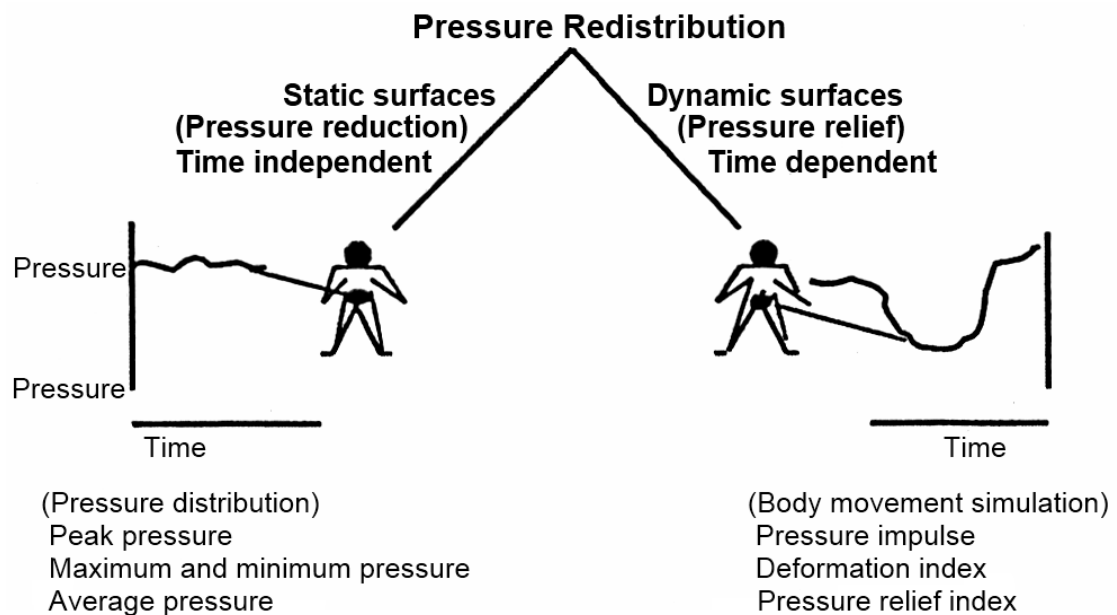 Pressure Redistribution
Static surfaces
(Pressure reduction)
Time independent
Dynamic surfaces
(Pressure relief)
Time dependent
Pressure
Pressure
Time
Time
(Pressure distribution)
Peak pressure
Maximum and minimum pressure
Average pressure
(Body movement simulation)
Pressure impulse
Deformation index
Pressure relief index